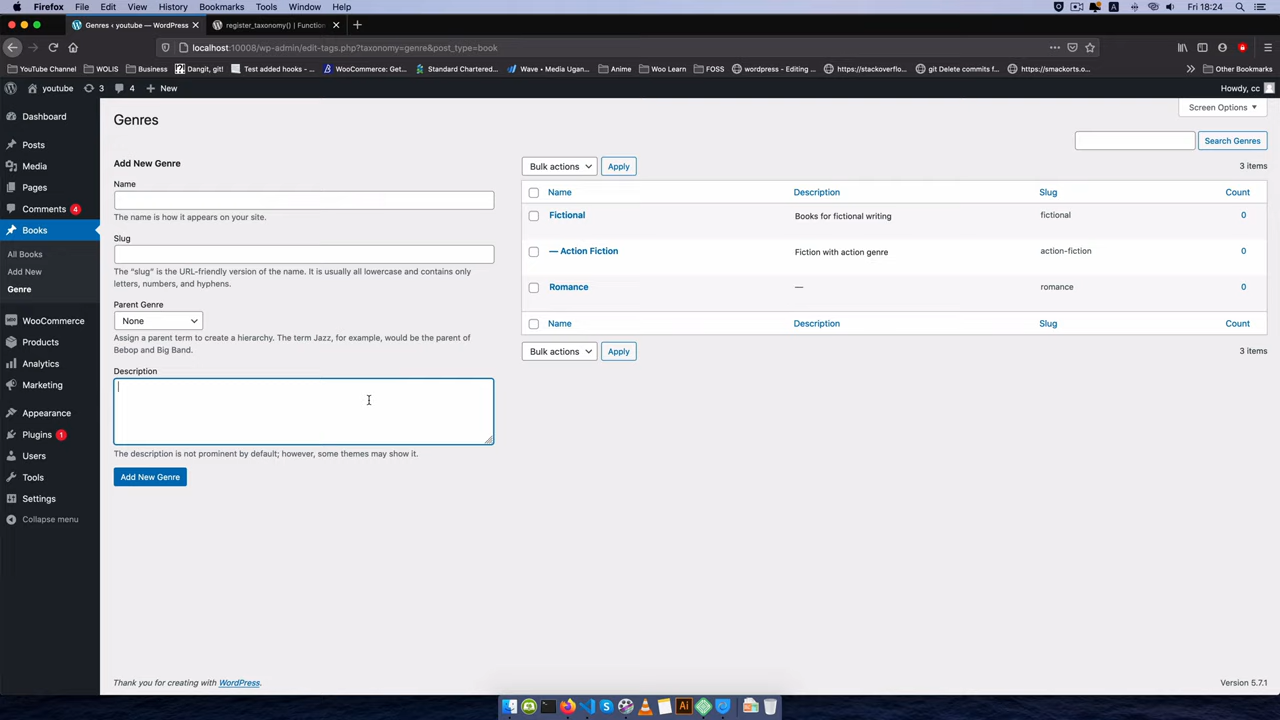 Firefox File Edit View History Bookmarks Tools Window Help
Fri 18:24
Genres ‹ youtube — WordPress
register_taxonomy() | Function
localhost:10008/wp-admin/edit-tags.php?taxonomy=genre&post_type=book
YouTube Channel WOLIS Business Dangit, git! Test added hooks - ... WooCommerce: Get... Standard Chartered... Wave • Media Ugan... Anime Woo Learn FOSS wordpress - Editing ... https://stackoverflo... git Delete commits f... https://smackorts.o... Other Bookmarks
youtube 3 4 New
Howdy, cc
Screen Options
Dashboard
Posts
Media
Pages
Comments 4
Books
All Books
Add New
Genre
WooCommerce
Products
Analytics
Marketing
Appearance
Plugins 1
Users
Tools
Settings
Collapse menu
Genres
Search Genres
Add New Genre
Name
The name is how it appears on your site.
Slug
The “slug” is the URL-friendly version of the name. It is usually all lowercase and contains only
letters, numbers, and hyphens.
Parent Genre
None
Assign a parent term to create a hierarchy. The term Jazz, for example, would be the parent of
Bebop and Big Band.
Description
The description is not prominent by default; however, some themes may show it.
Add New Genre
Bulk actions Apply
3 items
Name Description Slug Count
Fictional Books for fictional writing fictional 0
— Action Fiction Fiction with action genre action-fiction 0
Romance — romance 0
Name Description Slug Count
Bulk actions Apply
3 items
Thank you for creating with WordPress.
Version 5.7.1
Ai